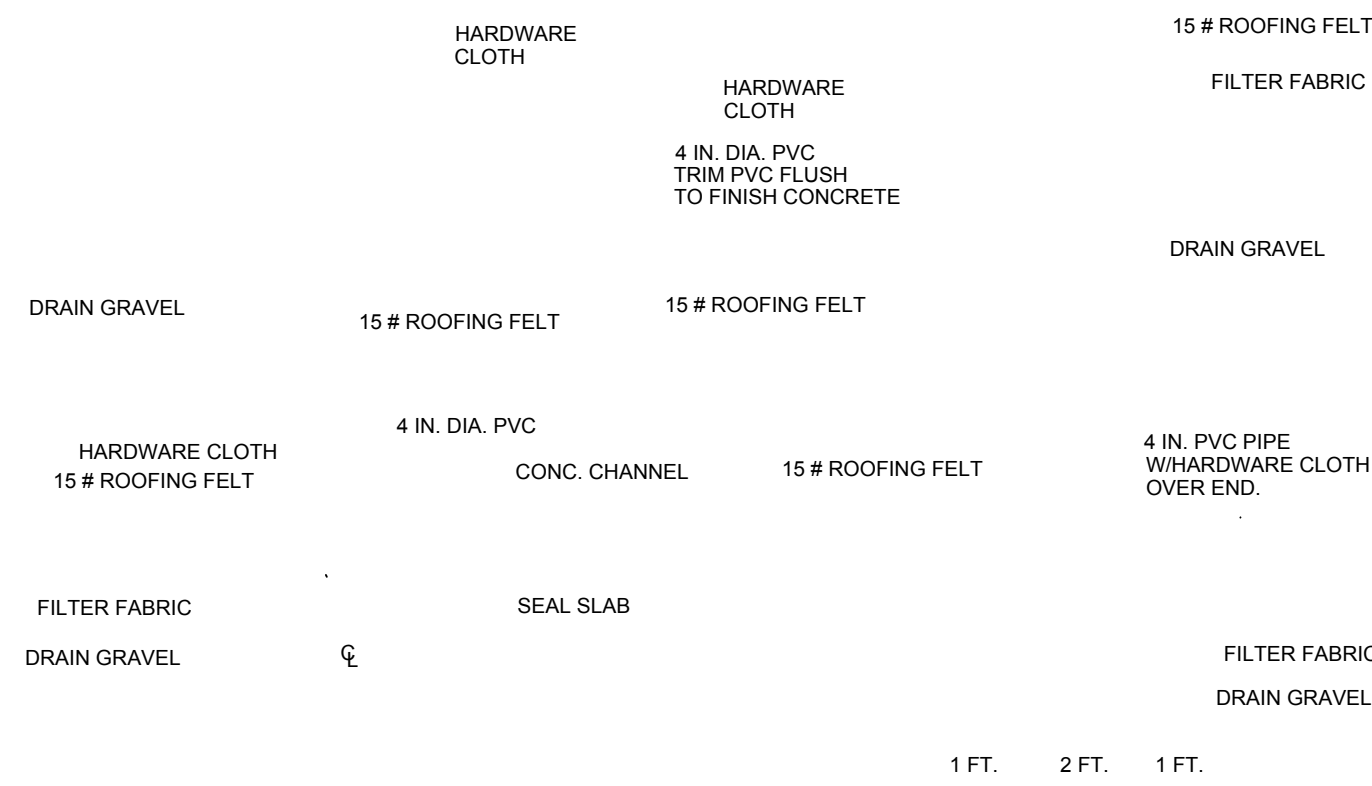 15 # ROOFING FELT
HARDWARE
CLOTH
FILTER FABRIC
HARDWARE
CLOTH
4 IN. DIA. PVC
TRIM PVC FLUSH
TO FINISH CONCRETE
DRAIN GRAVEL
DRAIN GRAVEL
15 # ROOFING FELT
15 # ROOFING FELT
4 IN. DIA. PVC
HARDWARE CLOTH
15 # ROOFING FELT
CONC. CHANNEL
15 # ROOFING FELT
4 IN. PVC PIPE
W/HARDWARE CLOTH
OVER END.
FILTER FABRIC
SEAL SLAB
DRAIN GRAVEL
℄
FILTER FABRIC
DRAIN GRAVEL
1 FT.
2 FT.
1 FT.